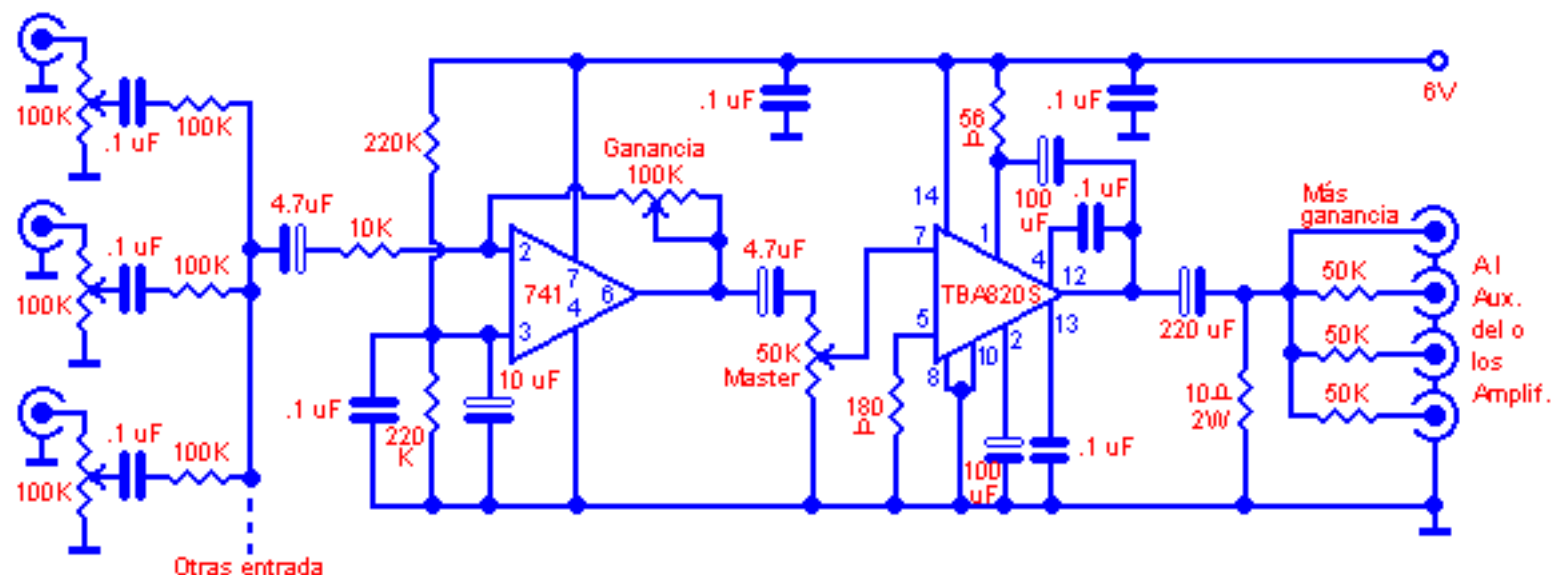 100K
.1 uF
100K
100K
.1 uF
100K
100K
.1 uF
100K
Otras entrada
4.7uF
10K
220K
Ganancia
100K
2
7
741
4
6
3
.1 uF
220
K
10 uF
4.7uF
50K
Master
.1 uF
56
Ω
100
uF
.1 uF
.1 uF
6V
14
7
1
4
12
TBA820S
5
13
10
2
8
180
Ω
100
uF
.1 uF
220 uF
10Ω
2W
Más
ganancia
50K
50K
50K
Al
Aux.
del o
los
Amplif.